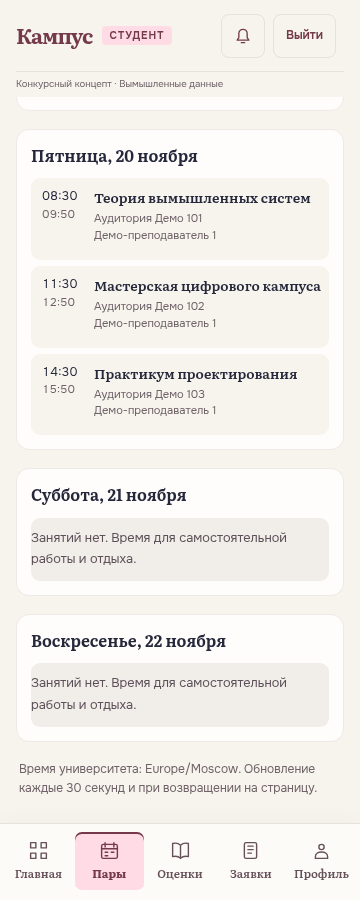 Кампус
СТУДЕНТ
Выйти
Конкурсный концепт · Вымышленные данные
Пятница, 20 ноября
08:30
09:50
Теория вымышленных систем
Аудитория Демо 101
Демо-преподаватель 1
11:30
12:50
Мастерская цифрового кампуса
Аудитория Демо 102
Демо-преподаватель 1
14:30
15:50
Практикум проектирования
Аудитория Демо 103
Демо-преподаватель 1
Суббота, 21 ноября
Занятий нет. Время для самостоятельной
работы и отдыха.
Воскресенье, 22 ноября
Занятий нет. Время для самостоятельной
работы и отдыха.
Время университета: Europe/Moscow. Обновление
каждые 30 секунд и при возвращении на страницу.
Главная
Пары
Оценки
Заявки
Профиль